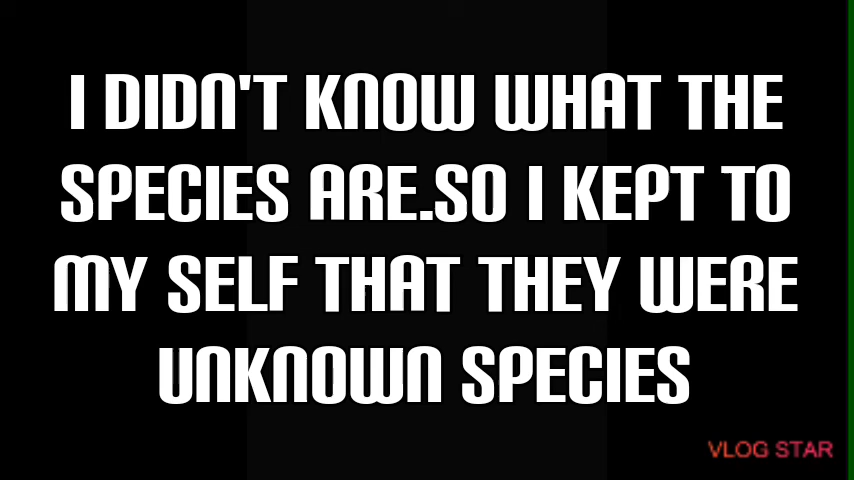 I DIDN'T KNOW WHAT THE
SPECIES ARE.SO I KEPT TO
MY SELF THAT THEY WERE
UNKNOWN SPECIES
VLOG STAR